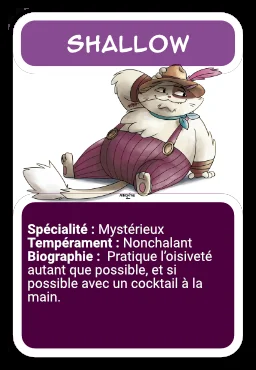 SHALLOW
Spécialité : Mystérieux
Tempérament : Nonchalant
Biographie : Pratique l'oisiveté
autant que possible, et si
possible avec un cocktail à la
main.